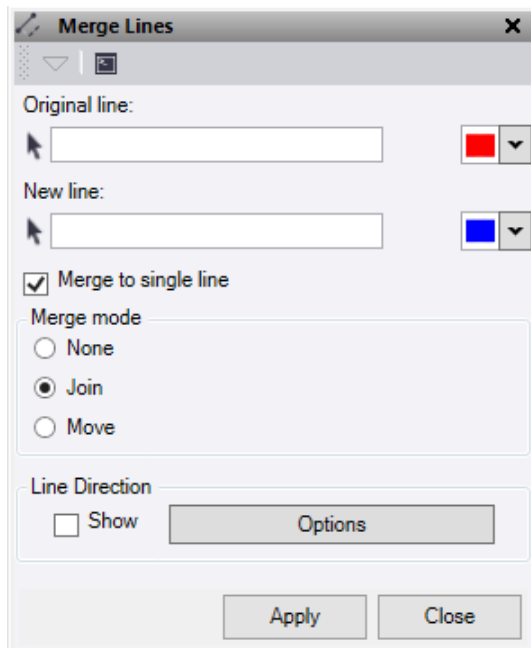 Merge Lines
Original line:
New line:
Merge to single line
Merge mode
None
Join
Move
Line Direction
Show
Options
Apply
Close